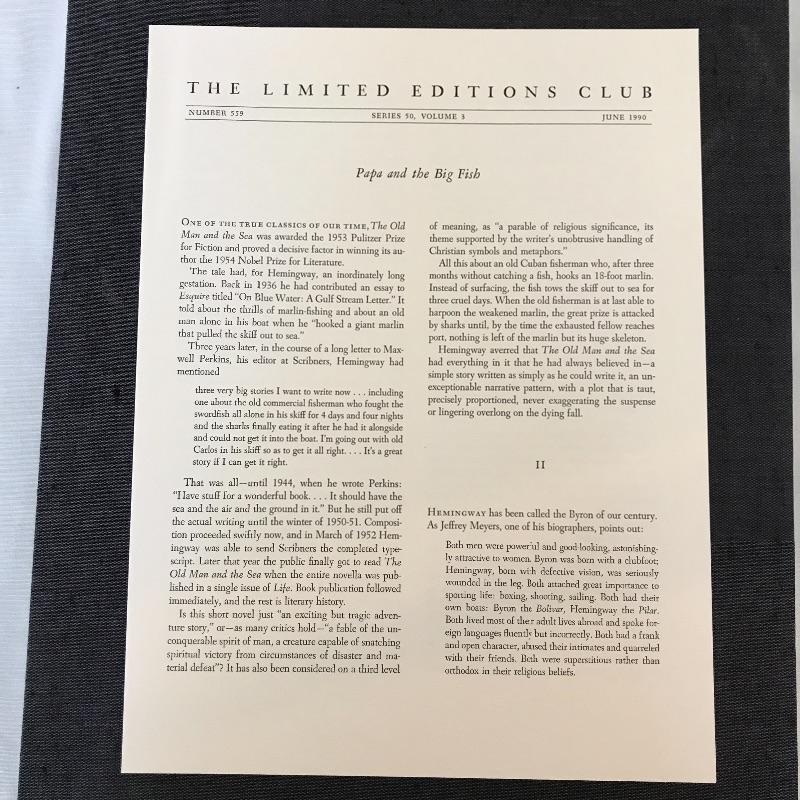 THE LIMITED EDITIONS CLUB
NUMBER 559 SERIES 50, VOLUME 3 JUNE 1990
Papa and the Big Fish
ONE OF THE TRUE CLASSICS OF OUR TIME, The Old
Man and the Sea was awarded the 1953 Pulitzer Prize
for Fiction and proved a decisive factor in winning its au-
thor the 1954 Nobel Prize for Literature.
The tale had, for Hemingway, an inordinately long
gestation. Back in 1936 he had contributed an essay to
Esquire titled "On Blue Water: A Gulf Stream Letter." It
told about the thrills of marlin-fishing and about an old
man alone in his boat when he "hooked a giant marlin
that pulled the skiff out to sea."
Three years later, in the course of a long letter to Max-
well Perkins, his editor at Scribners, Hemingway had
mentioned
three very big stories I want to write now . . . including
one about the old commercial fisherman who fought the
swordfish all alone in his skiff for 4 days and four nights
and the sharks finally eating it after he had it alongside
and could not get it into the boat. I'm going out with old
Carlos in his skiff so as to get it all right. . . . It's a great
story if I can get it right.
That was all—until 1944, when he wrote Perkins:
"I have stuff for a wonderful book. . . . It should have the
sea and the air and the ground in it." But he still put off
the actual writing until the winter of 1950-51. Composi-
tion proceeded swiftly now, and in March of 1952 Hem-
ingway was able to send Scribners the completed type-
script. Later that year the public finally got to read The
Old Man and the Sea when the entire novella was pub-
lished in a single issue of Life. Book publication followed
immediately, and the rest is literary history.
Is this short novel just "an exciting but tragic adven-
ture story," or—as many critics hold—"a fable of the un-
conquerable spirit of man, a creature capable of snatching
spiritual victory from circumstances of disaster and ma-
terial defeat"? It has also been considered on a third level
of meaning, as "a parable of religious significance, its
theme supported by the writer's unobtrusive handling of
Christian symbols and metaphors."
All this about an old Cuban fisherman who, after three
months without catching a fish, hooks an 18-foot marlin.
Instead of surfacing, the fish tows the skiff out to sea for
three cruel days. When the old fisherman is at last able to
harpoon the weakened marlin, the great prize is attacked
by sharks until, by the time the exhausted fellow reaches
port, nothing is left of the marlin but its huge skeleton.
Hemingway averred that The Old Man and the Sea
had everything in it that he had always believed in—a
simple story written as simply as he could write it, an un-
exceptionable narrative pattern, with a plot that is taut,
precisely proportioned, never exaggerating the suspense
or lingering overlong on the dying fall.
II
HEMINGWAY has been called the Byron of our century.
As Jeffrey Meyers, one of his biographers, points out:
Both men were powerful and good-looking, astonishing-
ly attractive to women. Byron was born with a clubfoot;
Hemingway, born with defective vision, was seriously
wounded in the leg. Both attached great importance to
sporting life: boxing, shooting, sailing. Both had their
own boats: Byron the Bolivar, Hemingway the Pilar.
Both lived most of their adult lives abroad and spoke for-
eign languages fluently but incorrectly. Both had a frank
and open character, abused their intimates and quarreled
with their friends. Both were superstitious rather than
orthodox in their religious beliefs.